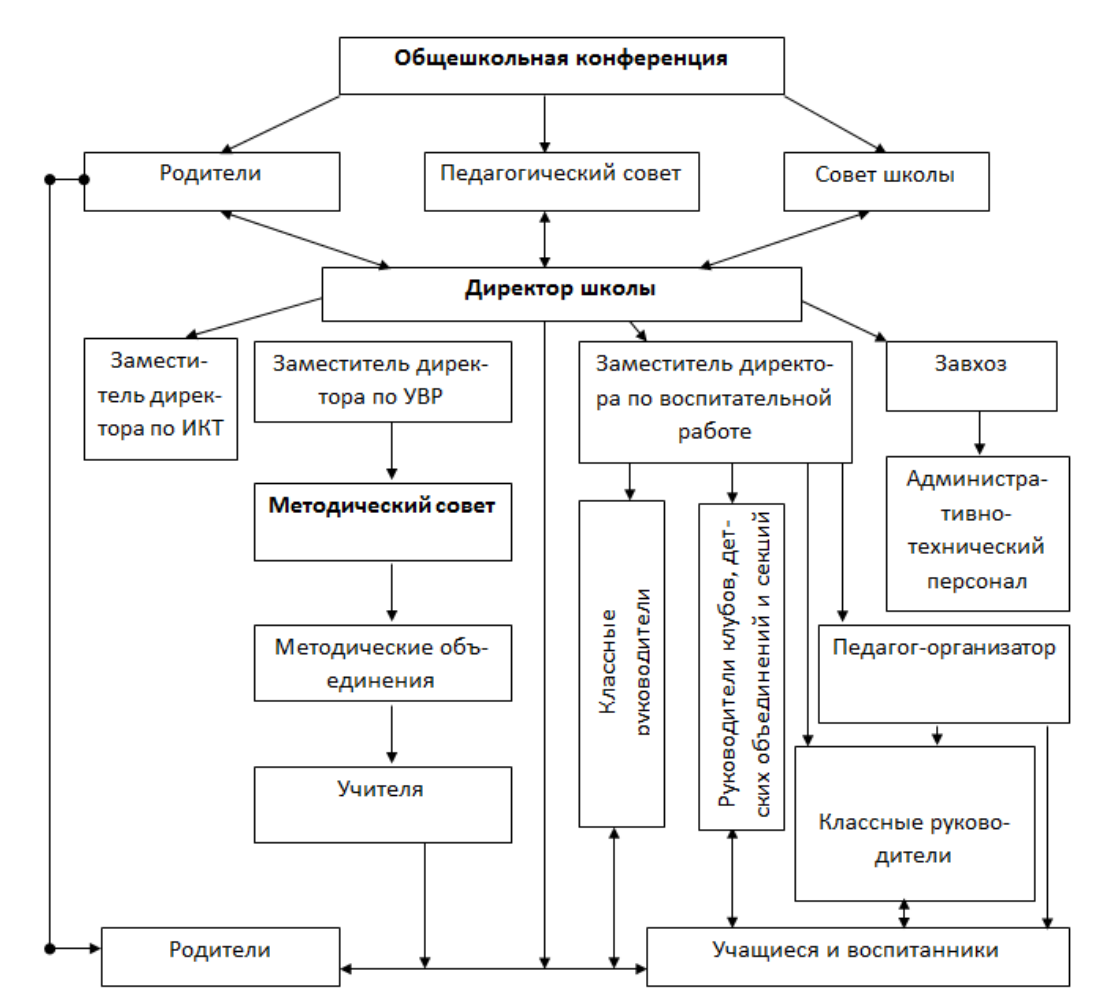 Общешкольная конференция
Родители
Педагогический совет
Совет школы
Директор школы
Замести-
тель дирек-
тора по ИКТ
Заместитель дирек-
тора по УВР
Заместитель директо-
ра по воспитательной
работе
Завхоз
Методический совет
Административ-
Администра-
тивно-
технический
персонал
Классные
руководители
Руководители клубов, дет-
ских объединений и секций
Методические объ-
единения
Педагог-организатор
Учителя
Классные руково-
дители
Родители
Учащиеся и воспитанники